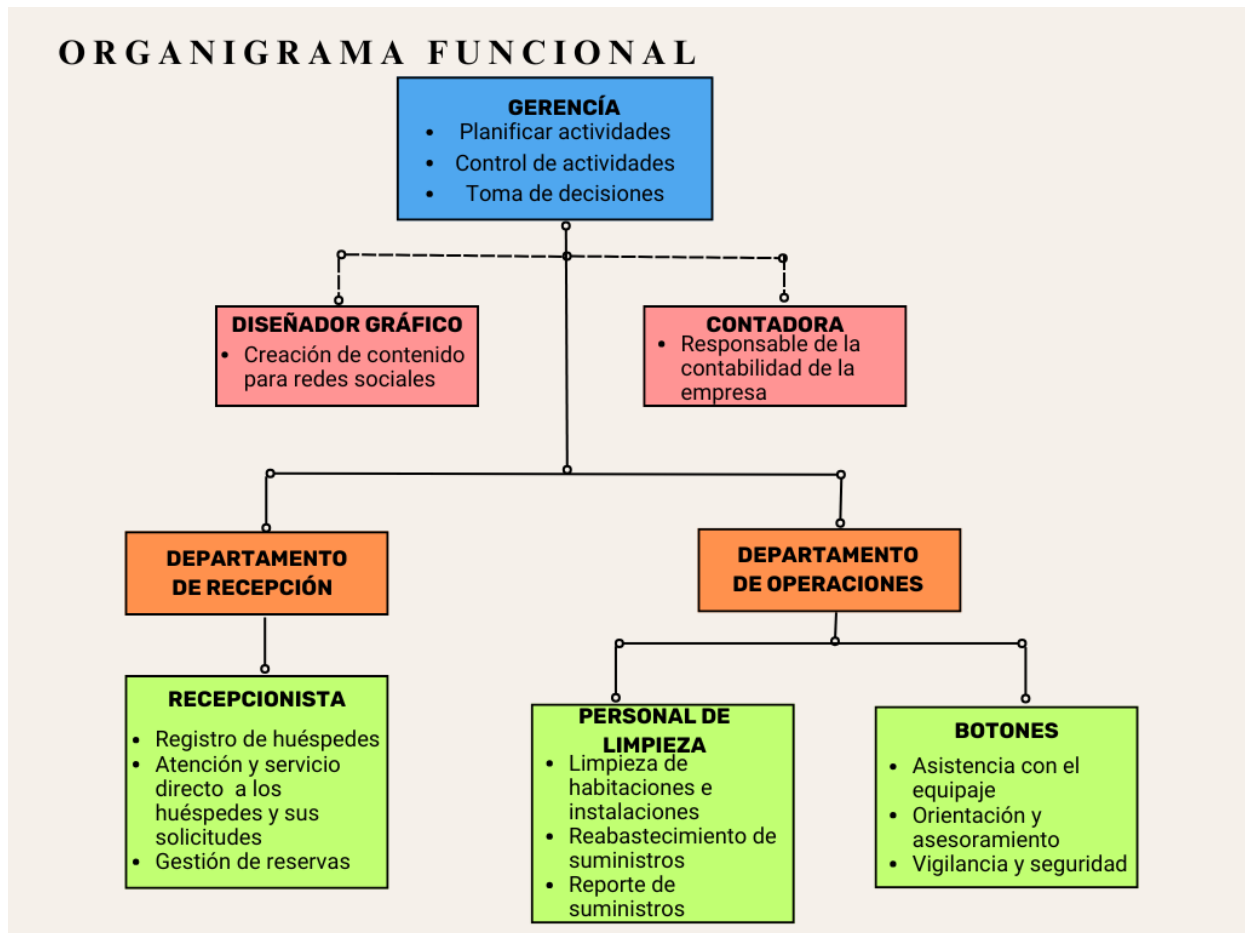 ORGANIGRAMA FUNCIONAL
GERENCÍA
• Planificar actividades
• Control de actividades
• Toma de decisiones
DISEÑADOR GRÁFICO
• Creación de contenido
para redes sociales
CONTADORA
• Responsable de la
contabilidad de la
empresa
DEPARTAMENTO
DE RECEPCIÓN
DEPARTAMENTO
DE OPERACIONES
RECEPCIONISTA
• Registro de huéspedes
• Atención y servicio
directo a los
huéspedes y sus
solicitudes
• Gestión de reservas
PERSONAL DE
LIMPIEZA
• Limpieza de
habitaciones e
instalaciones
• Reabastecimiento de
suministros
• Reporte de
suministros
BOTONES
• Asistencia con el
equipaje
• Orientación y
asesoramiento
• Vigilancia y seguridad